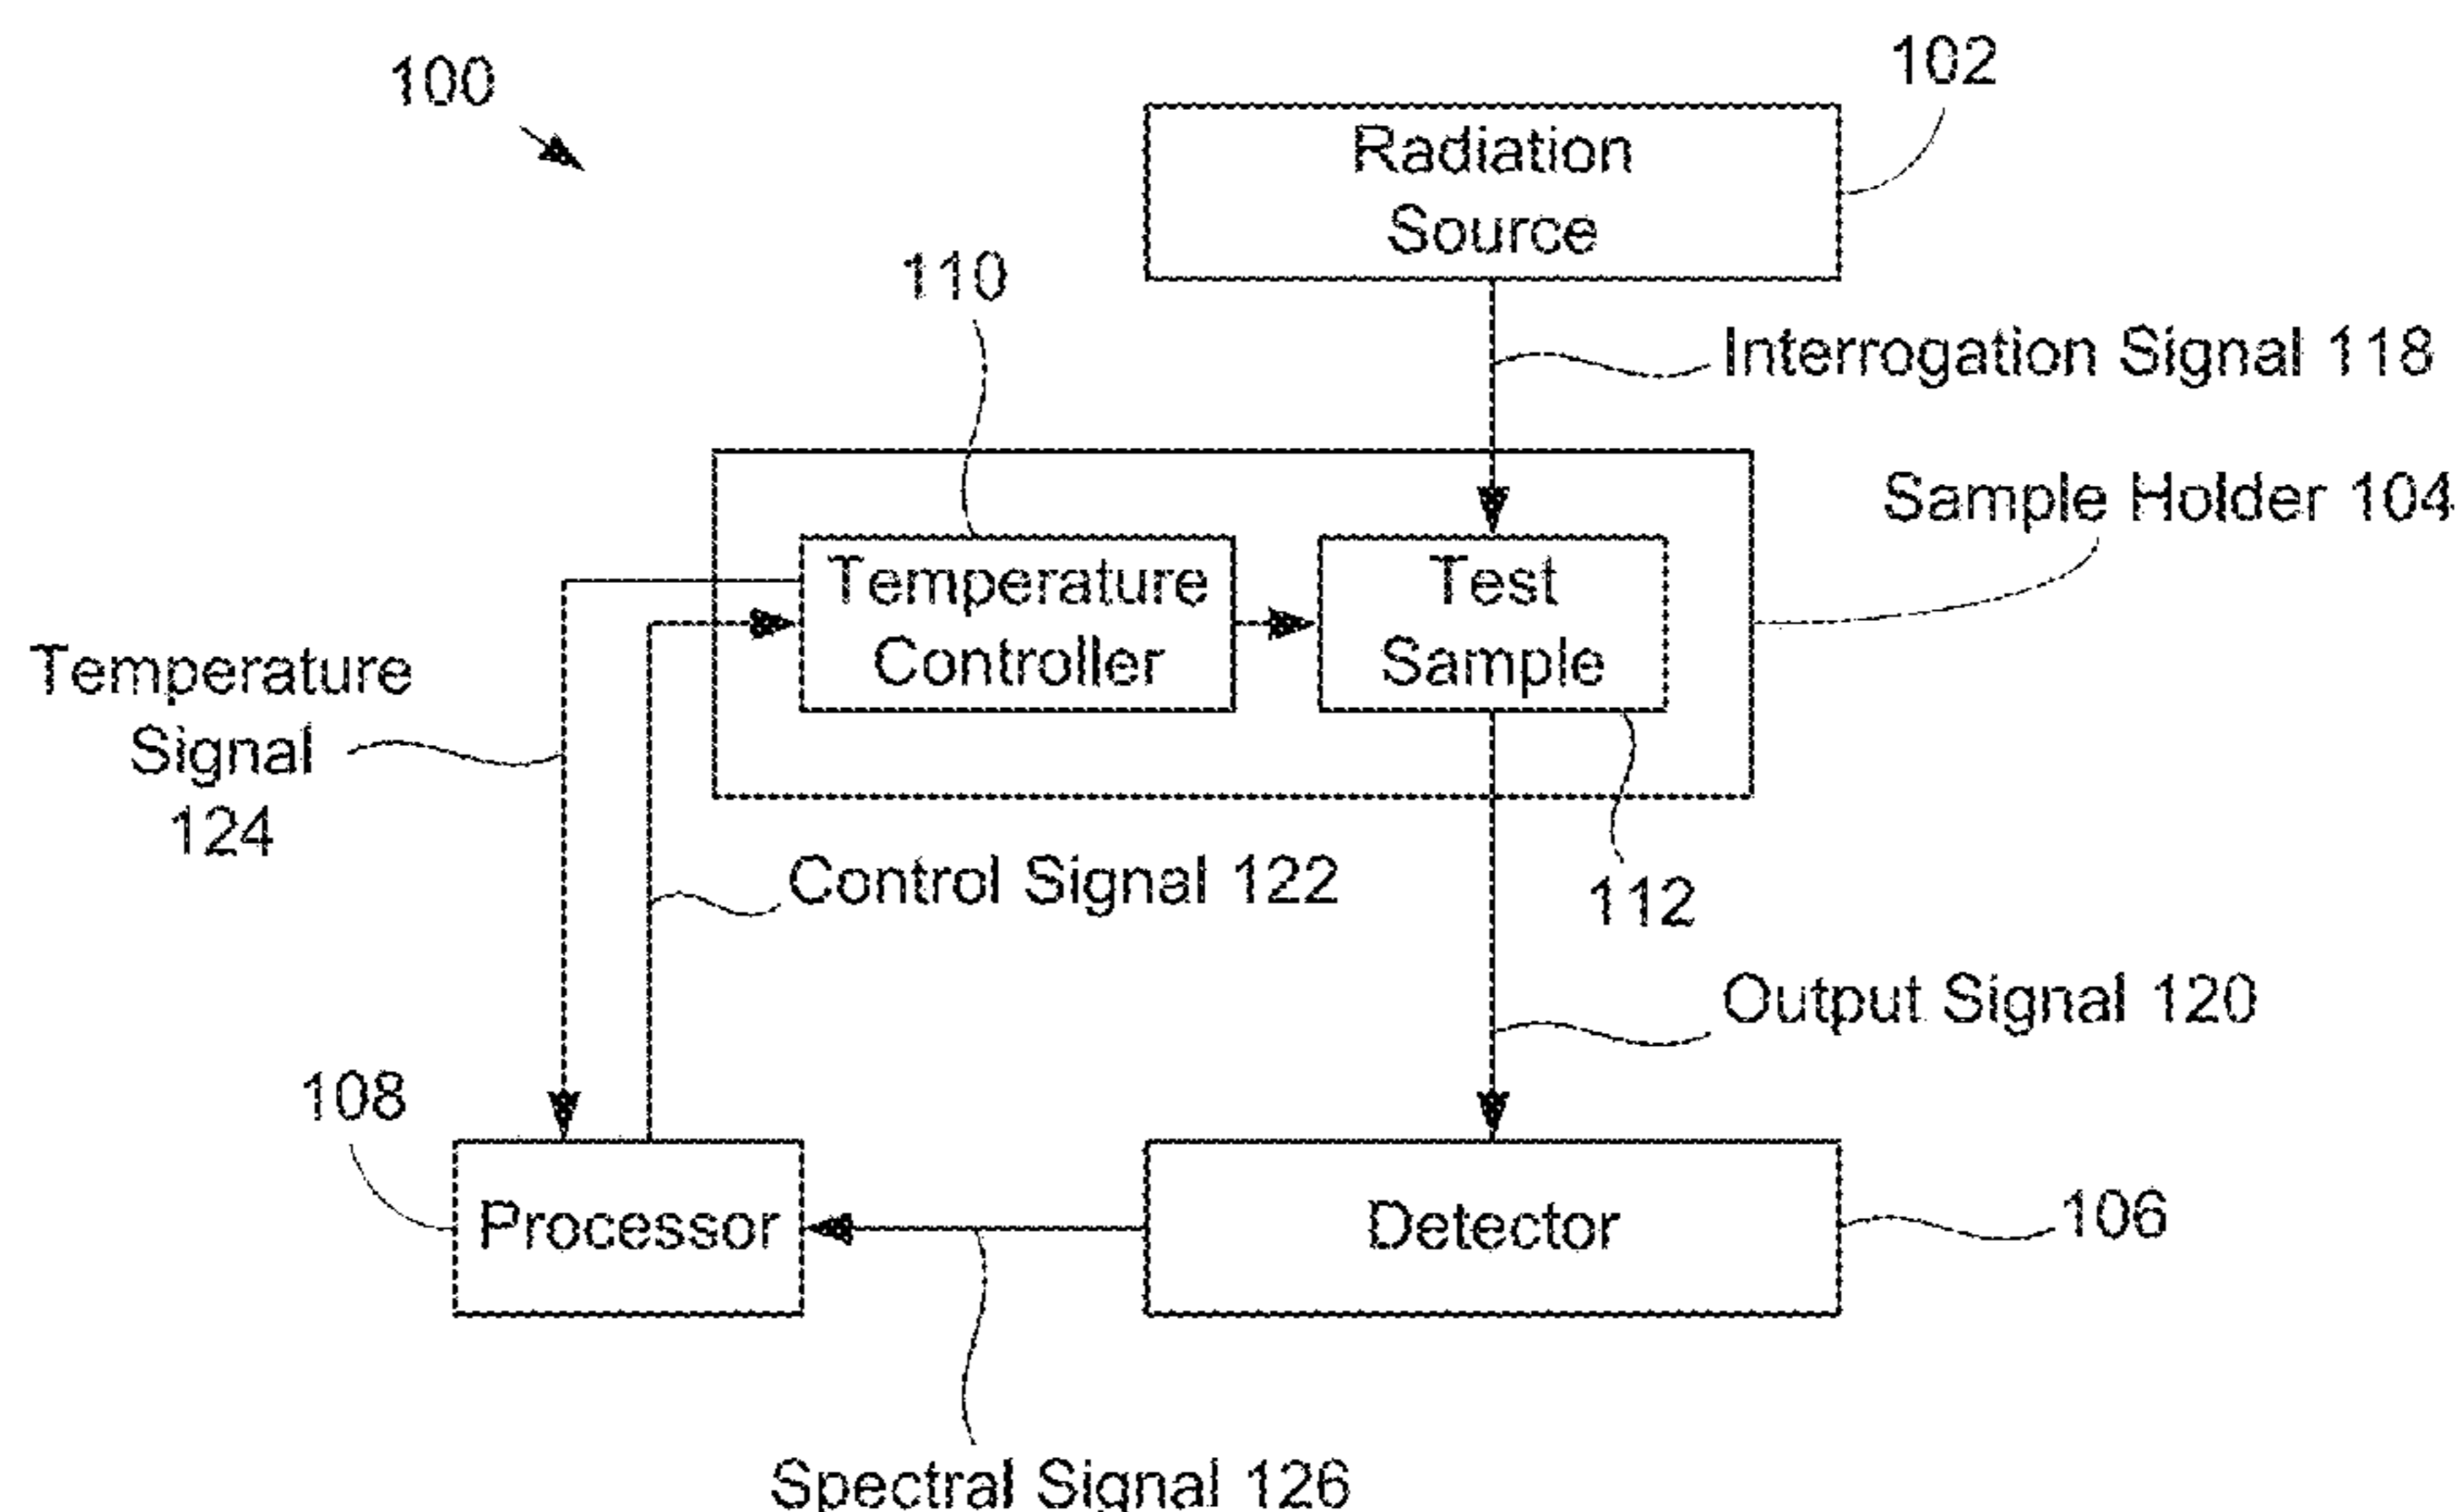 100
102
Radiation
Source
110
Interrogation Signal 118
Sample Holder 104
Temperature
Controller
Test
Sample
Temperature
Signal
124
Control Signal 122
112
Output Signal 120
108
Processor
Detector
106
Spectral Signal 126